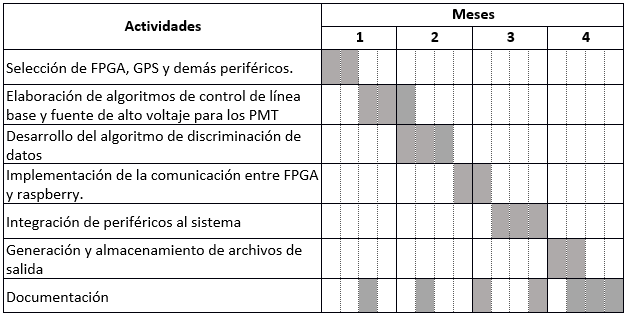 Actividades
Meses
1 2 3 4
Selección de FPGA, GPS y demás periféricos.
Elaboración de algoritmos de control de línea
base y fuente de alto voltaje para los PMT
Desarrollo del algoritmo de discriminación de
datos
Implementación de la comunicación entre FPGA
y raspberry.
Integración de periféricos al sistema
Generación y almacenamiento de archivos de
salida
Documentación